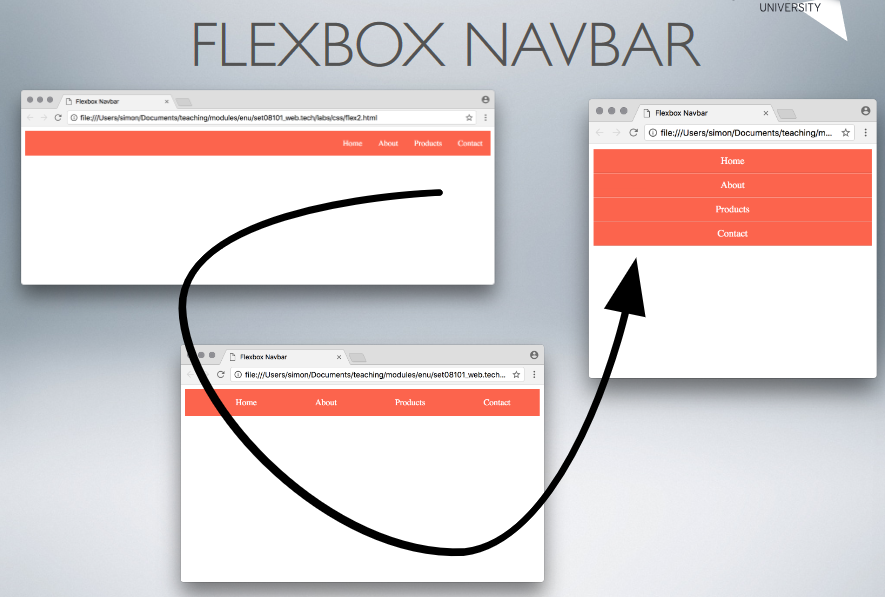 UNIVERSITY
FLEXBOX NAVBAR
Flexbox Navbar
file:///Users/simon/Documents/teaching/modules/enu/set08101_web.tech/labs/css/flex2.html
Home About Products Contact
Flexbox Navbar
file:///Users/simon/Documents/teaching/modules/enu/set08101_web.tech...
Home About Products Contact
Flexbox Navbar
file:///Users/simon/Documents/teaching/m...
Home
About
Products
Contact